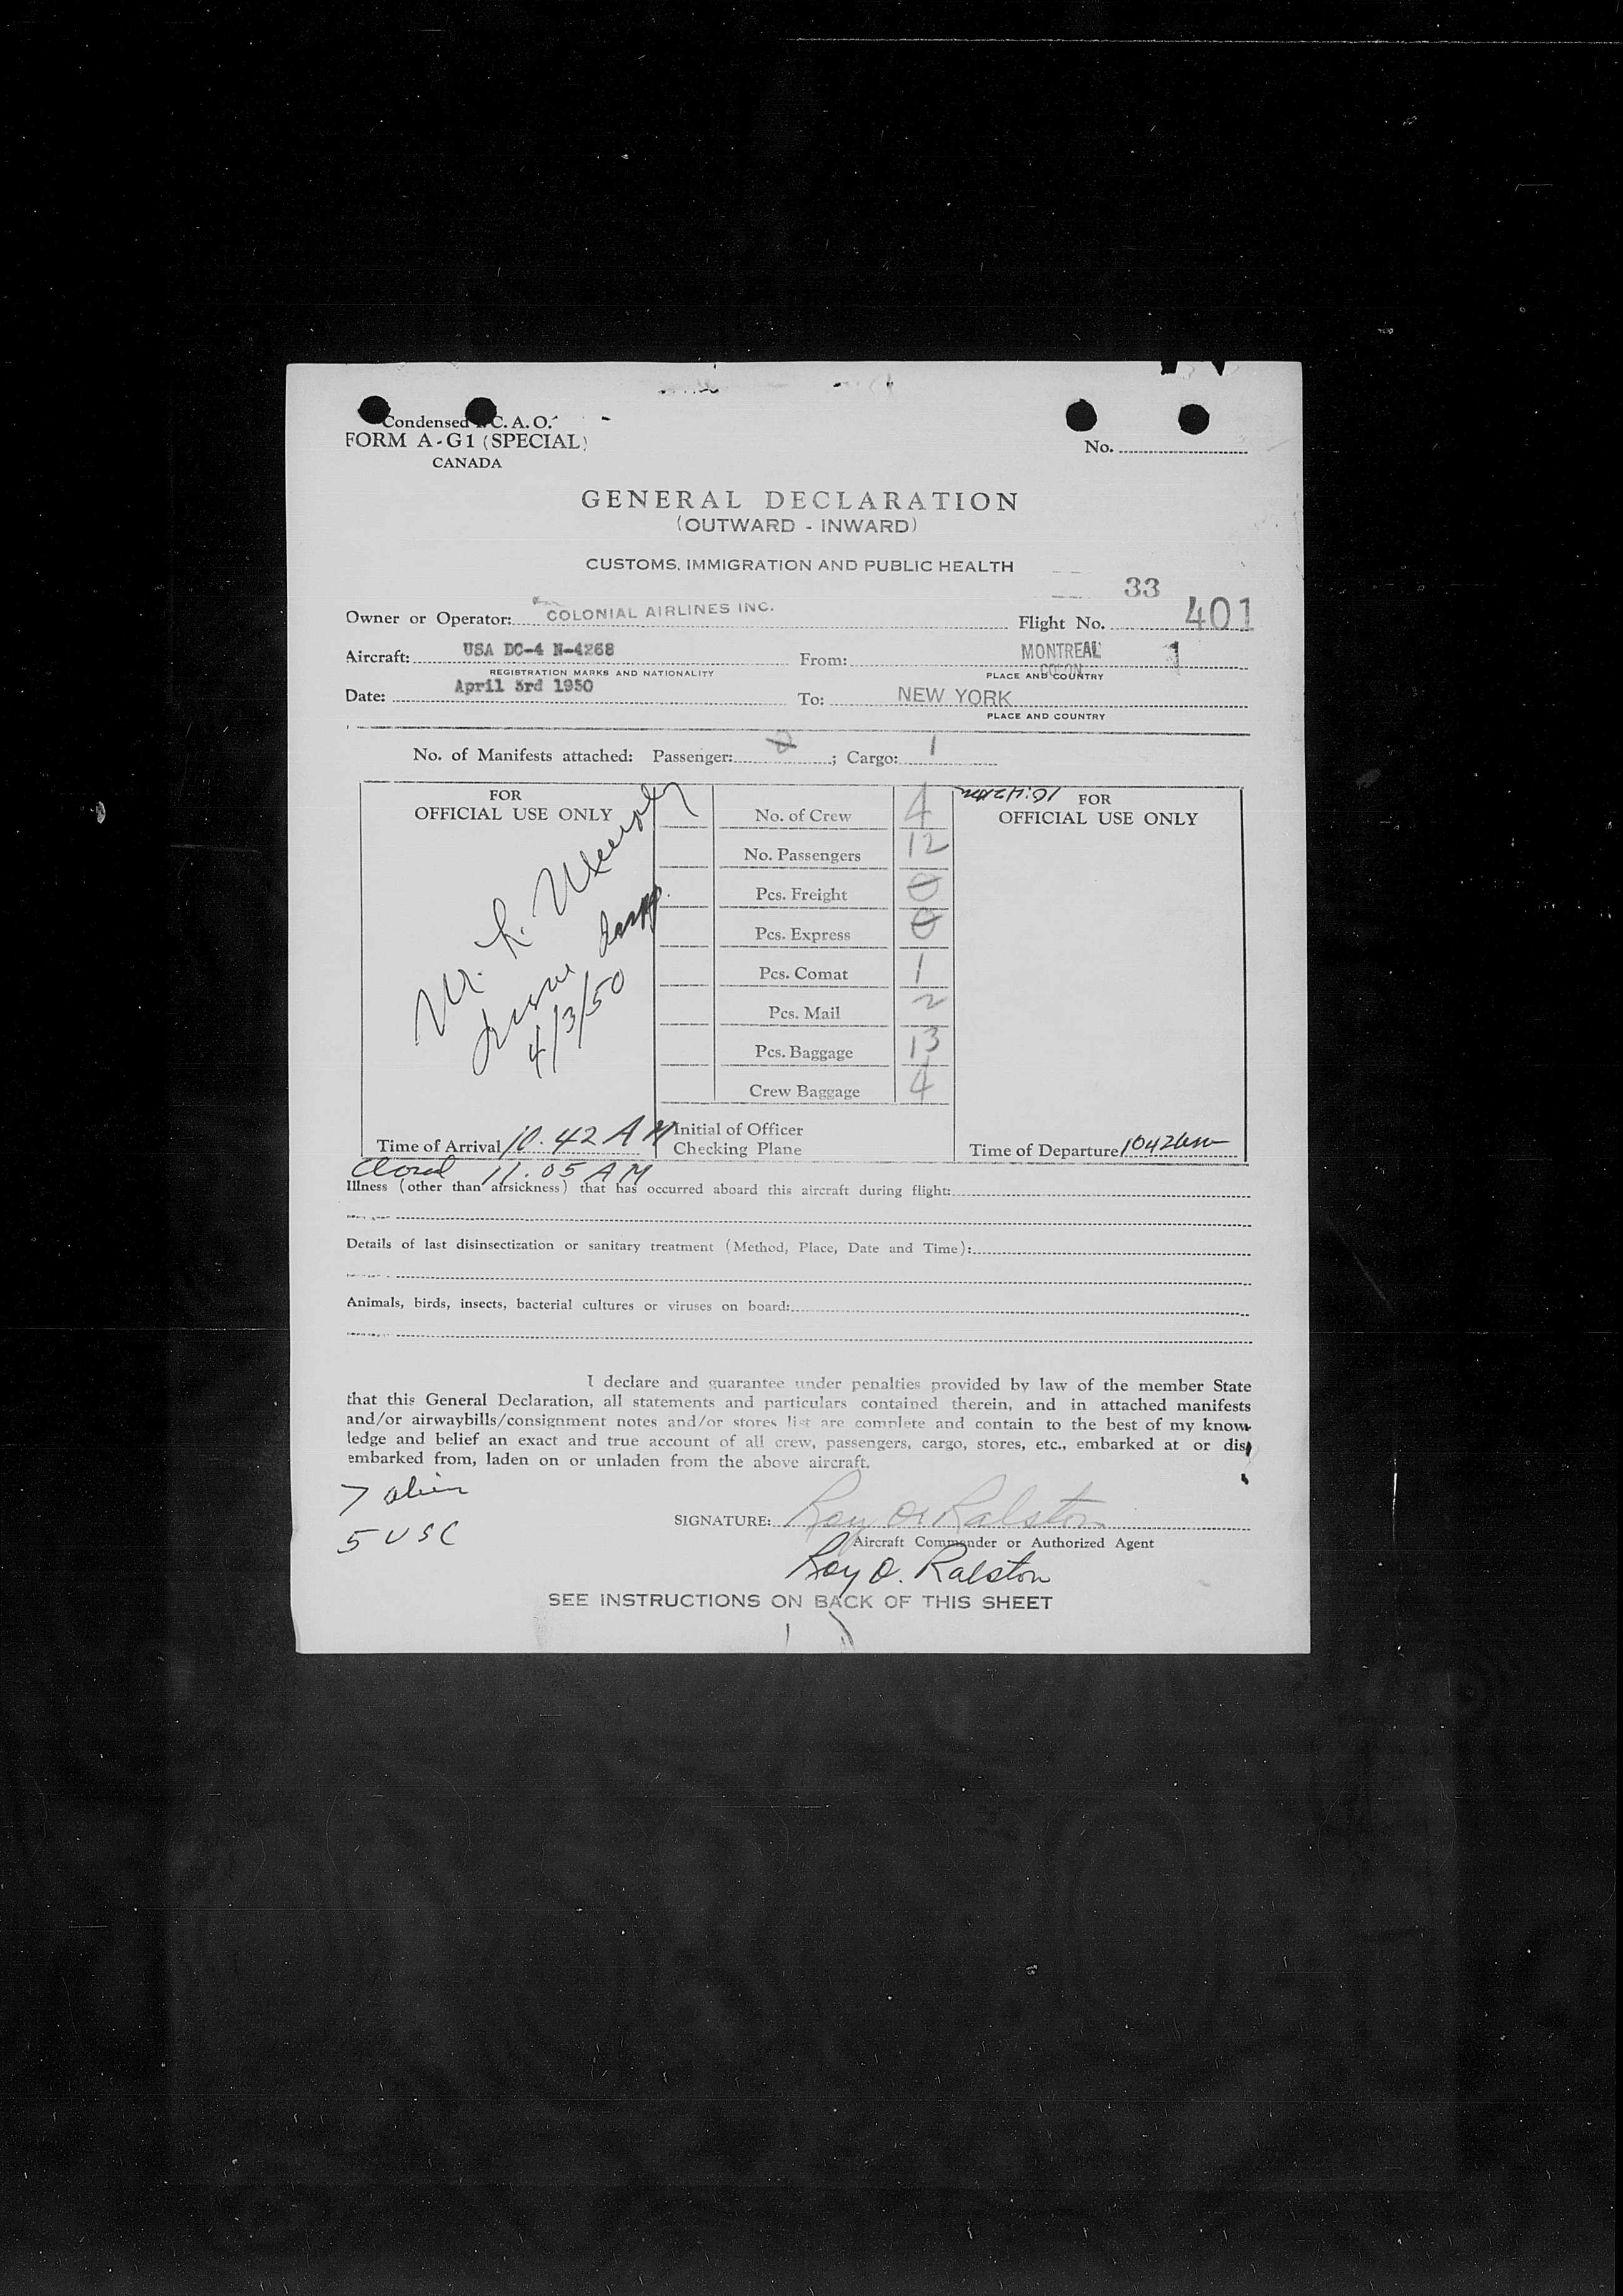 Condensed I.C.A.O.
FORM A-G1 (SPECIAL)
CANADA
No.
GENERAL DECLARATION
(OUTWARD - INWARD)
CUSTOMS, IMMIGRATION AND PUBLIC HEALTH
33
Owner or Operator: COLONIAL AIRLINES INC. Flight No. 401
Aircraft: USA DC-4 N-4268 From: MONTREAL 1
REGISTRATION MARKS AND NATIONALITY PLACE AND COUNTRY
Date: April 3rd 1950 To: NEW YORK
PLACE AND COUNTRY
No. of Manifests attached: Passenger: ; Cargo: 1
FOR
OFFICIAL USE ONLY
4/3/50
No. of Crew 4
No. Passengers 12
Pcs. Freight 0
Pcs. Express 0
Pcs. Comat 1
Pcs. Mail 2
Pcs. Baggage 13
Crew Baggage 4
FOR
OFFICIAL USE ONLY
Time of Arrival 10.42 AM
Initial of Officer
Checking Plane
Time of Departure 1042
Closed 11.05 AM
Illness (other than airsickness) that has occurred aboard this aircraft during flight:
Details of last disinsectization or sanitary treatment (Method, Place, Date and Time):
Animals, birds, insects, bacterial cultures or viruses on board:
I declare and guarantee under penalties provided by law of the member State
that this General Declaration, all statements and particulars contained therein, and in attached manifests
and/or airwaybills/consignment notes and/or stores list are complete and contain to the best of my know-
ledge and belief an exact and true account of all crew, passengers, cargo, stores, etc., embarked at or dis-
embarked from, laden on or unladen from the above aircraft.
7 alien
5 USC
SIGNATURE: Roy O. Ralston
Aircraft Commander or Authorized Agent
Roy O. Ralston
SEE INSTRUCTIONS ON BACK OF THIS SHEET